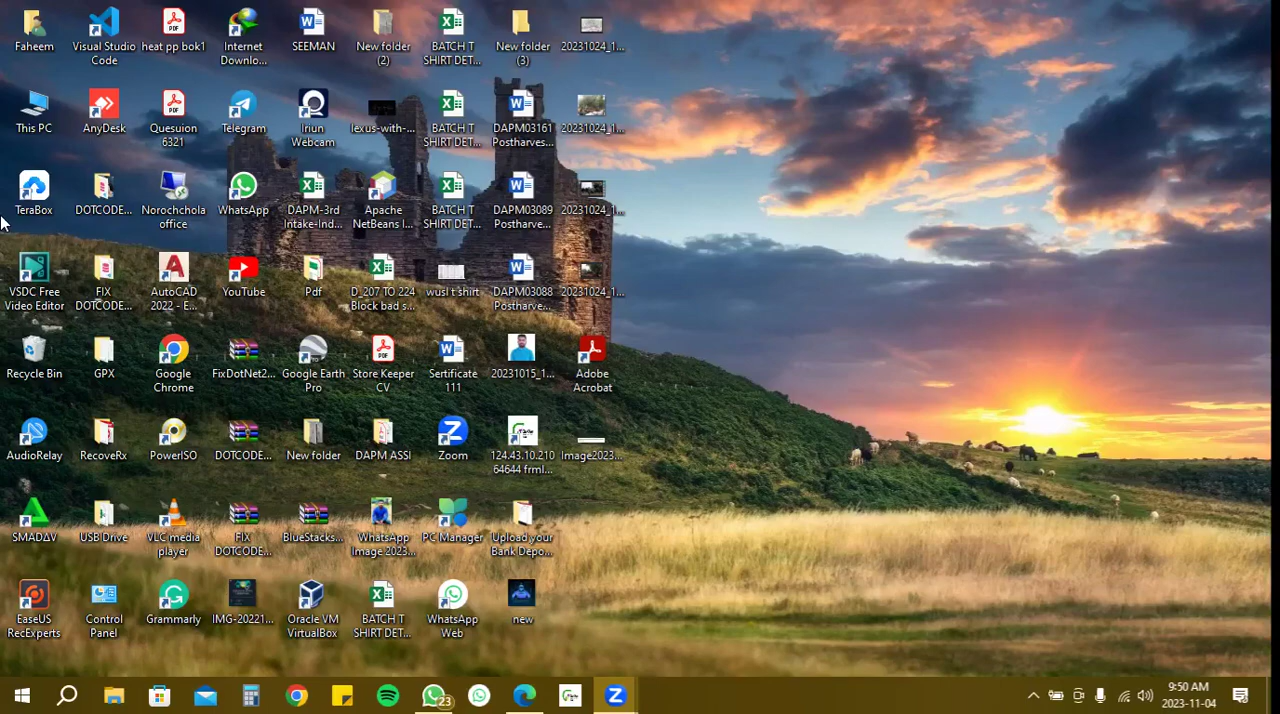 Faheem
Visual Studio
Code
heat pp bok1
Internet
Downlo...
SEEMAN
New folder
(2)
BATCH T
SHIRT DET...
New folder
(3)
20231024_1...
This PC
AnyDesk
Quesuion
6321
Telegram
Iriun
Webcam
lexus-with-...
BATCH T
SHIRT DET...
DAPM03161
Postharves...
20231024_1...
TeraBox
DOTCODE...
Norochchola
office
WhatsApp
DAPM-3rd
Intake-Ind...
Apache
NetBeans I...
BATCH T
SHIRT DET...
DAPM03089
Postharve...
20231024_1...
VSDC Free
Video Editor
FIX
DOTCODE...
AutoCAD
2022 - E...
YouTube
Pdf
D_207 TO 224
Block bad s...
wusl t shirt
DAPM03088
Postharve...
20231024_1...
Recycle Bin
GPX
Google
Chrome
FixDotNet2...
Google Earth
Pro
Store Keeper
CV
Sertificate
111
20231015_1...
Adobe
Acrobat
AudioRelay
RecoveRx
PowerISO
DOTCODE...
New folder
DAPM ASSI
Zoom
124.43.10.210
64644 frml...
Image2023...
SMADAV
USB Drive
VLC media
player
FIX
DOTCODE...
BlueStacks...
WhatsApp
Image 2023...
PC Manager
Upload your
Bank Depo...
EaseUS
RecExperts
Control
Panel
Grammarly
IMG-20221...
Oracle VM
VirtualBox
BATCH T
SHIRT DET...
WhatsApp
Web
new
23
9:50 AM
2023-11-04